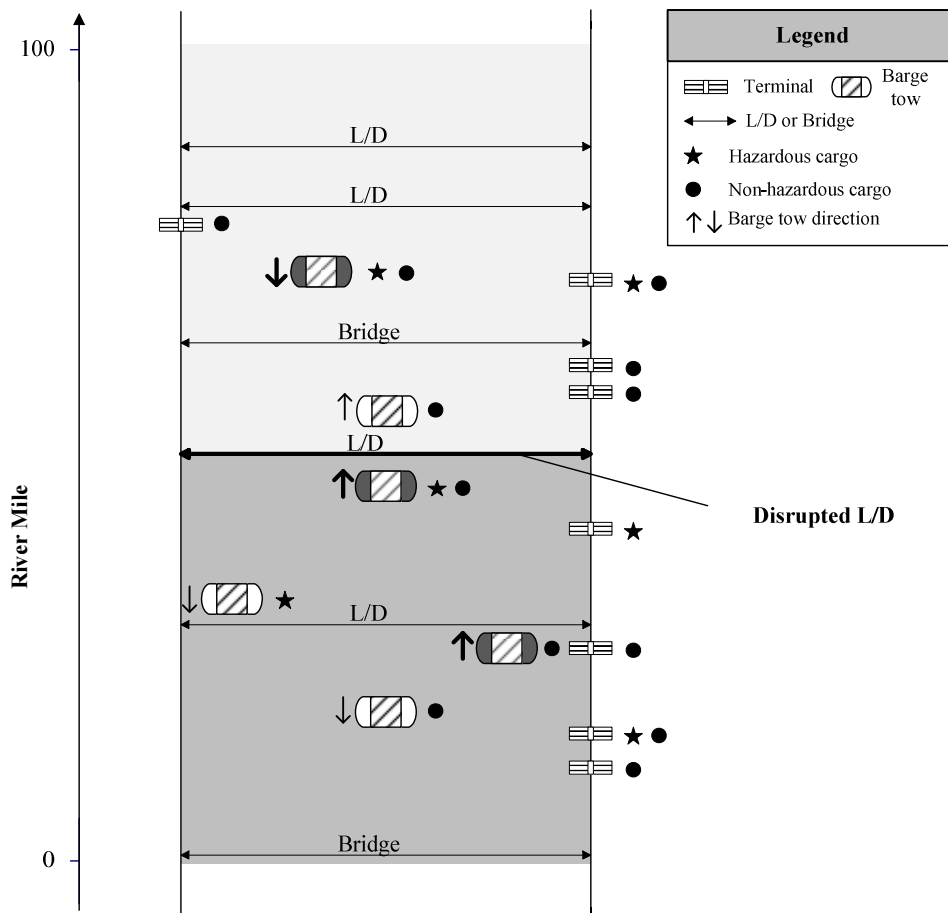 100
Legend
Terminal
Barge
tow
L/D or Bridge
Hazardous cargo
Non-hazardous cargo
Barge tow direction
L/D
L/D
Bridge
L/D
Disrupted L/D
River Mile
L/D
Bridge
0